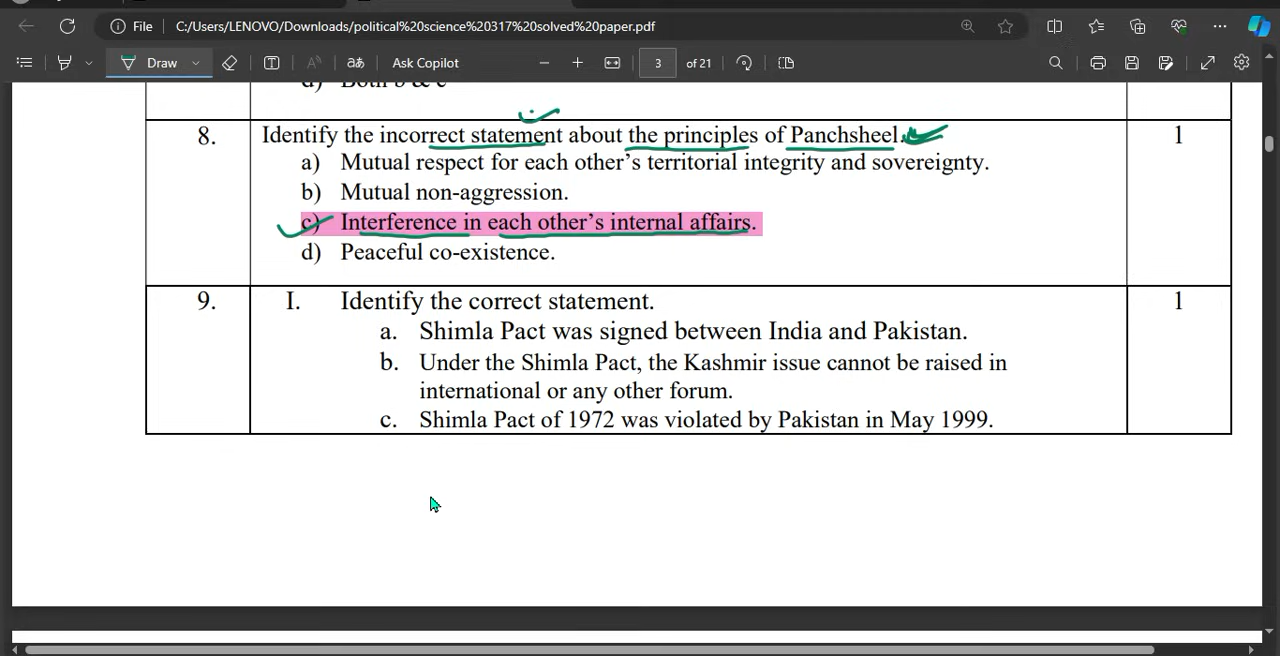 File C:/Users/LENOVO/Downloads/political%20science%20317%20solved%20paper.pdf
Draw aあ Ask Copilot 3 of 21
d) Both b & c
8. Identify the incorrect statement about the principles of Panchsheel. 1
a) Mutual respect for each other’s territorial integrity and sovereignty.
b) Mutual non-aggression.
c) Interference in each other’s internal affairs.
d) Peaceful co-existence.
9. I. Identify the correct statement. 1
a. Shimla Pact was signed between India and Pakistan.
b. Under the Shimla Pact, the Kashmir issue cannot be raised in
international or any other forum.
c. Shimla Pact of 1972 was violated by Pakistan in May 1999.